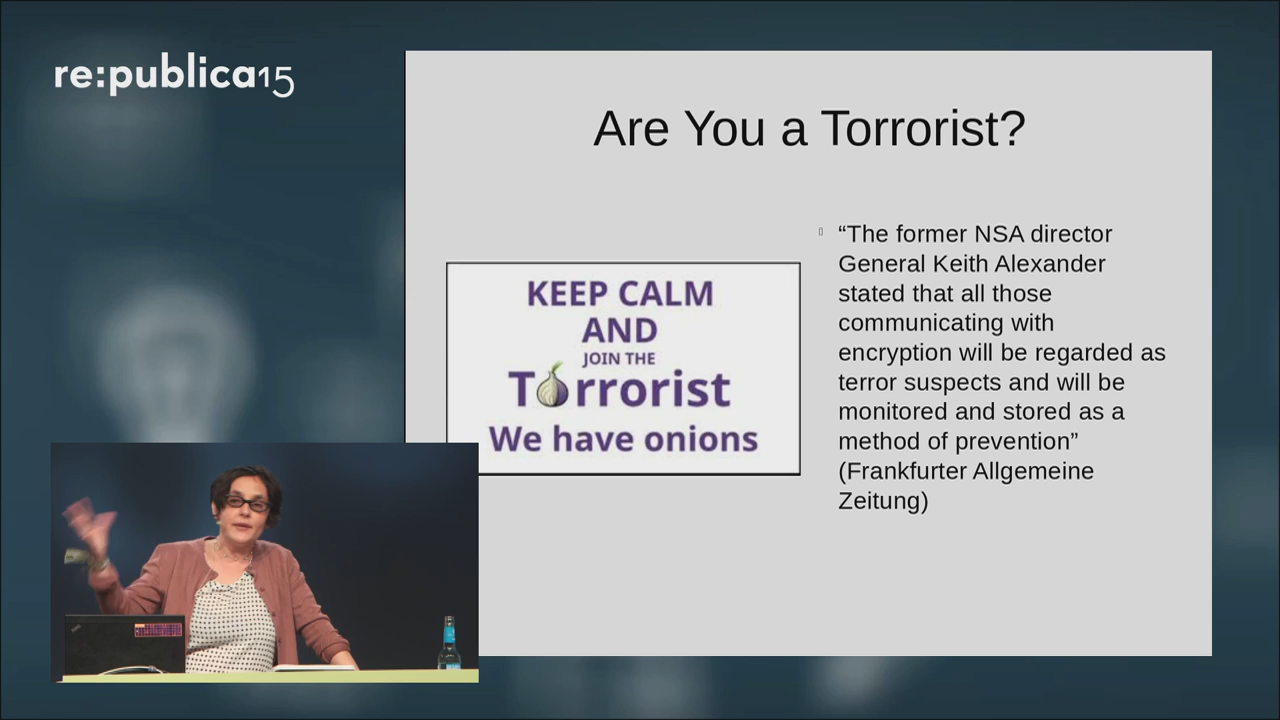 re:publica15
Are You a Torrorist?
KEEP CALM
AND
JOIN THE
Torrorist
We have onions
“The former NSA director
General Keith Alexander
stated that all those
communicating with
encryption will be regarded as
terror suspects and will be
monitored and stored as a
method of prevention”
(Frankfurter Allgemeine
Zeitung)